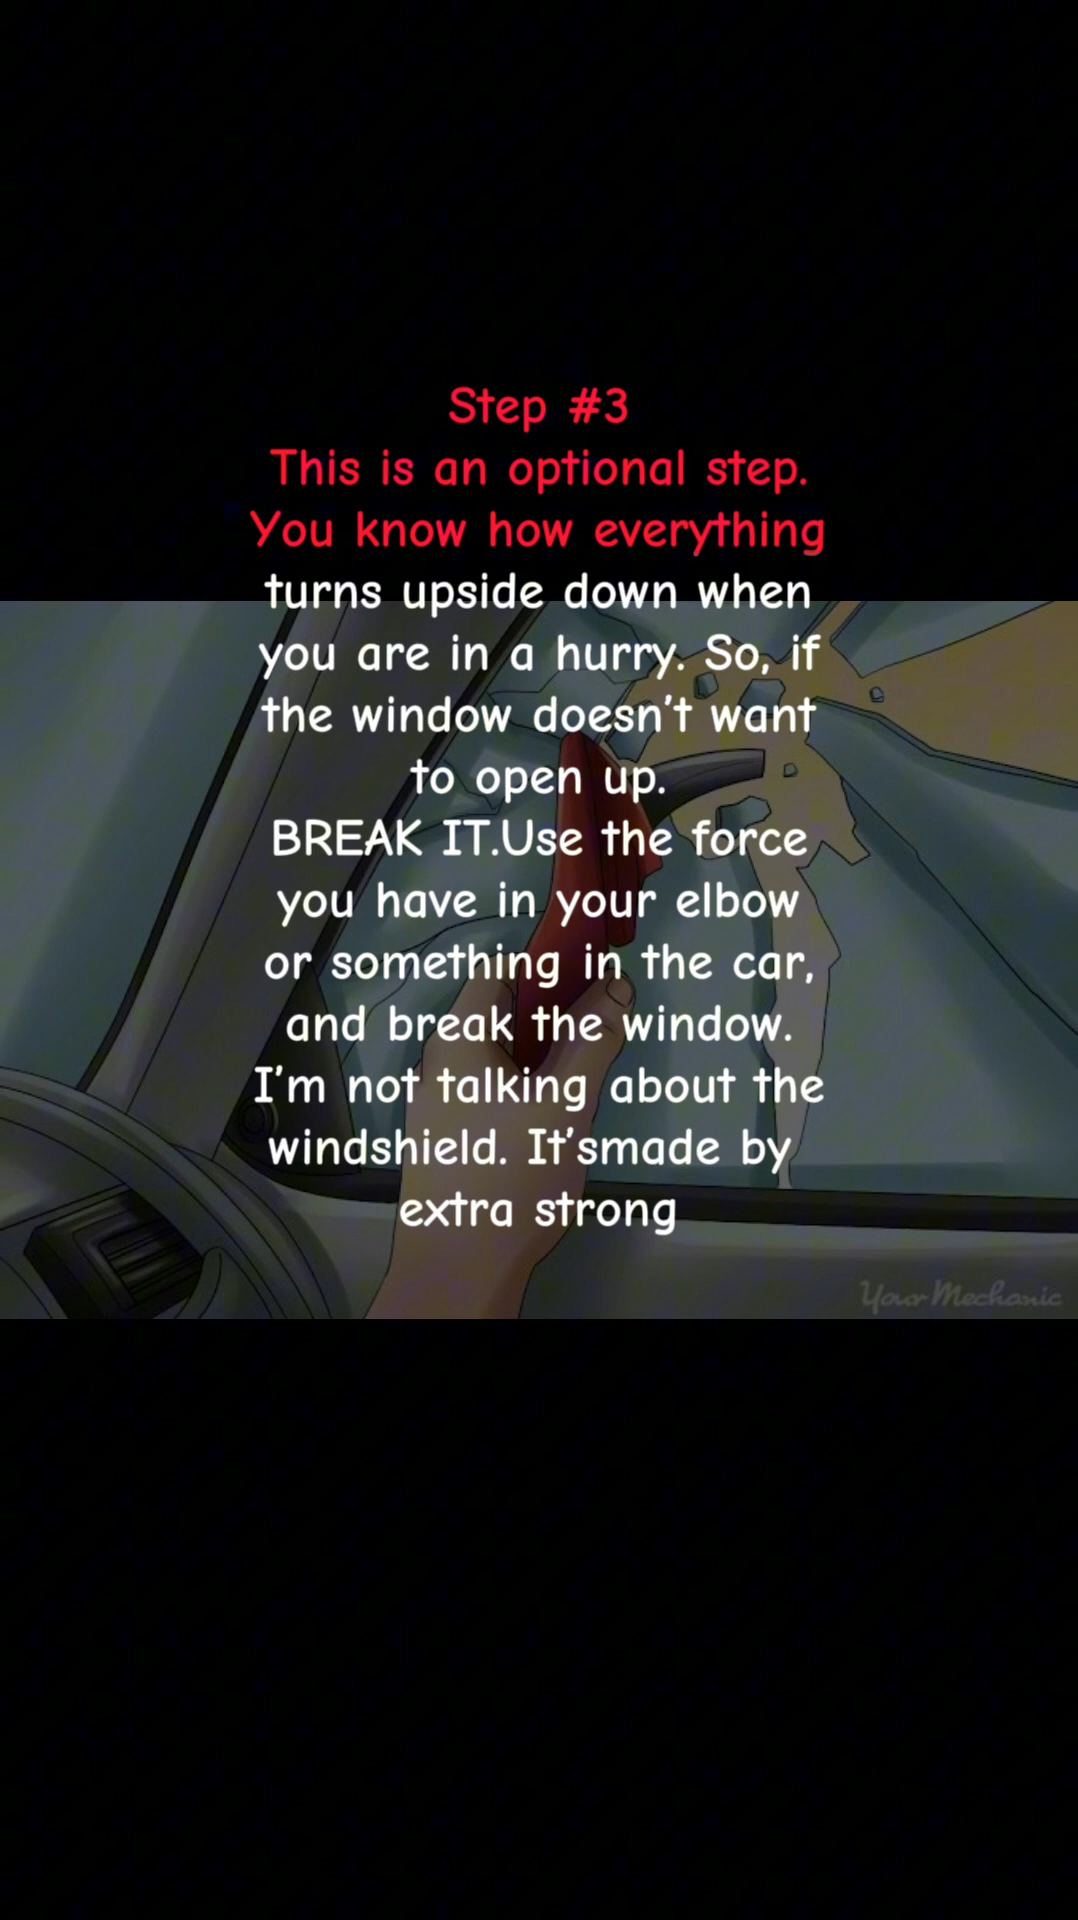 Step #3
This is an optional step.
You know how everything
turns upside down when
you are in a hurry. So, if
the window doesn't want
to open up.
BREAK IT.Use the force
you have in your elbow
or something in the car,
and break the window.
I'm not talking about the
windshield. It'smade by
extra strong
YourMechanic